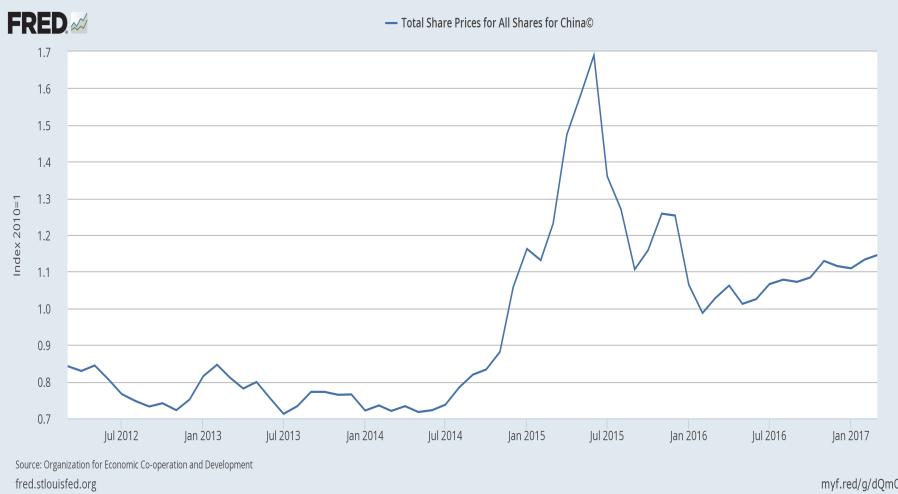 FRED
Total Share Prices for All Shares for China©
1.7
1.6
1.5
1.4
1.3
1.2
1.1
1.0
0.9
0.8
0.7
Index 2010=1
Jul 2012 Jan 2013 Jul 2013 Jan 2014 Jul 2014 Jan 2015 Jul 2015 Jan 2016 Jul 2016 Jan 2017
Source: Organization for Economic Co-operation and Development
fred.stlouisfed.org myf.red/g/dQmC